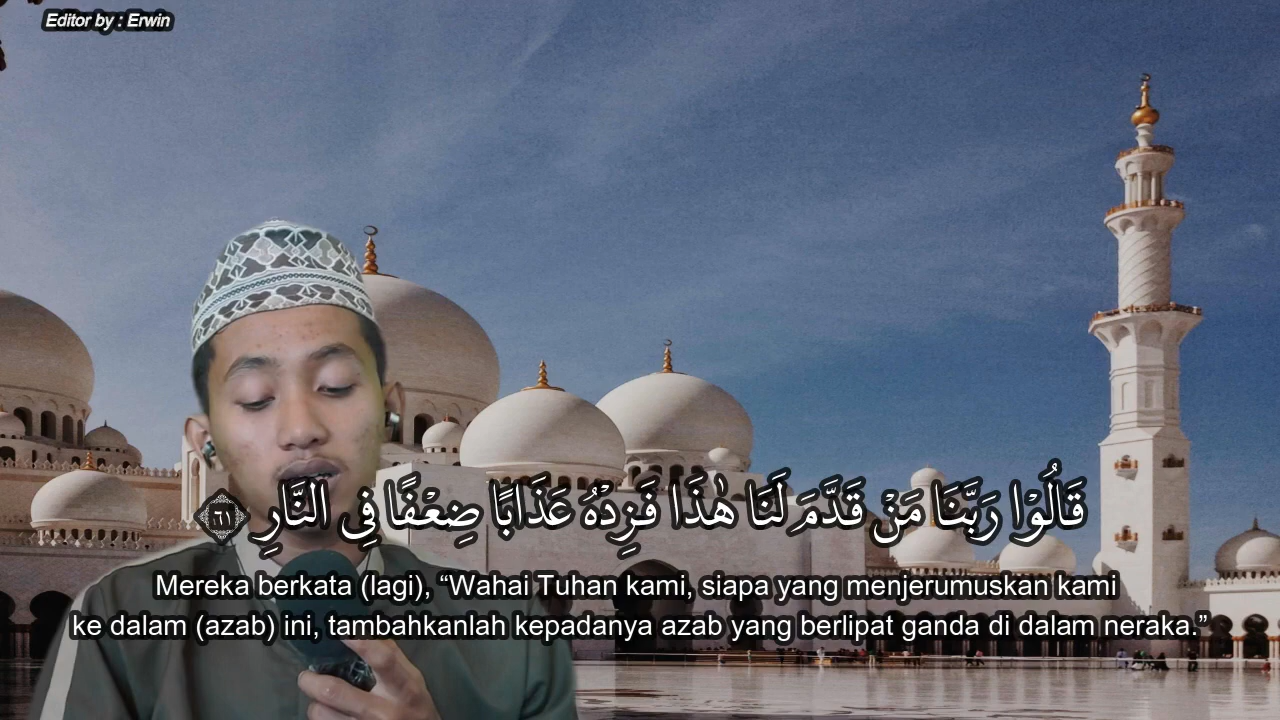 Editor by : Erwin
قَالُوْا رَبَّنَا مَنْ قَدَّمَ لَنَا هٰذَا فَزِدْهُ عَذَابًا ضِعْفًا فِى النَّارِ ٦١
Mereka berkata (lagi), “Wahai Tuhan kami, siapa yang menjerumuskan kami
ke dalam (azab) ini, tambahkanlah kepadanya azab yang berlipat ganda di dalam neraka.”